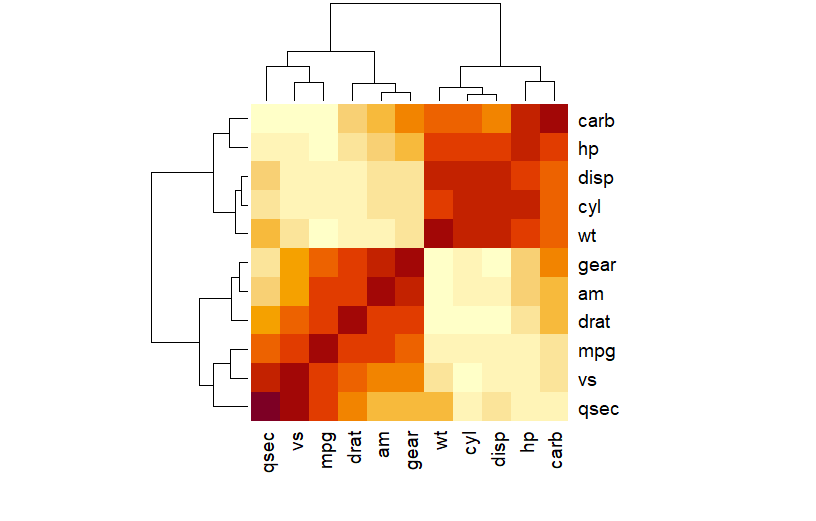 carb
hp
disp
cyl
wt
gear
am
drat
mpg
vs
qsec
qsec vs mpg drat am gear wt cyl disp hp carb